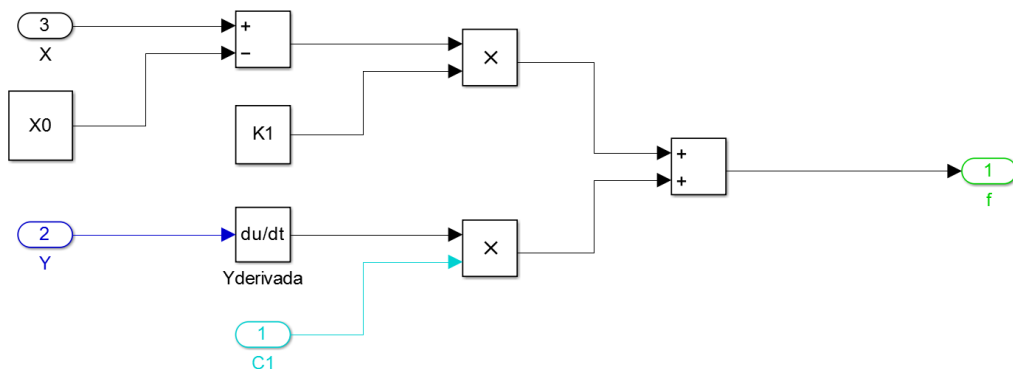 3
X
+
−
X0
K1
×
+
+
1
f
2
Y
du/dt
Yderivada
×
1
C1